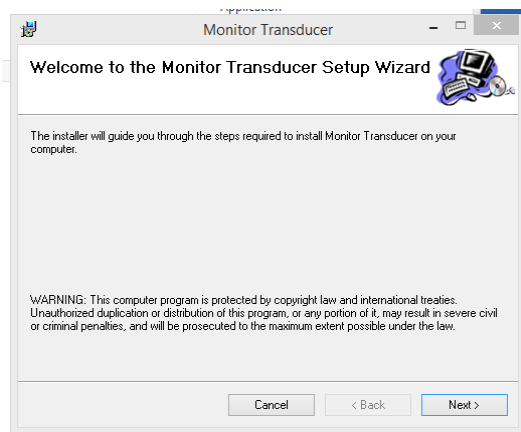 Application
Monitor Transducer
Welcome to the Monitor Transducer Setup Wizard
The installer will guide you through the steps required to install Monitor Transducer on your
computer.
WARNING: This computer program is protected by copyright law and international treaties.
Unauthorized duplication or distribution of this program, or any portion of it, may result in severe civil
or criminal penalties, and will be prosecuted to the maximum extent possible under the law.
Cancel
< Back
Next >